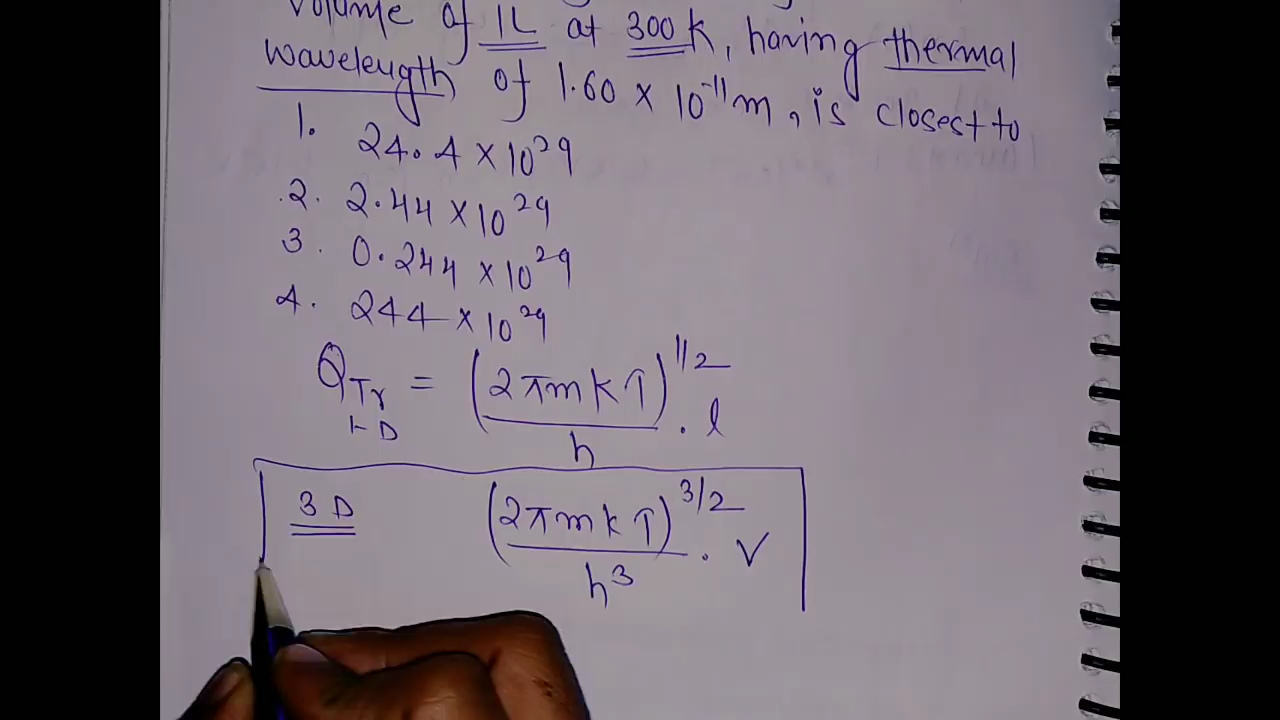 volume of 1L at 300 K, having thermal
wavelength of 1.60 × 10⁻¹¹m, is closest to
1. 24.4 × 10²⁹
2. 2.44 × 10²⁹
3. 0.244 × 10²⁹
4. 244 × 10²⁹
Q_Tr 1-D = (2πmkT)^1/2 / h . l
3D (2πmkT)^3/2 / h³ . V